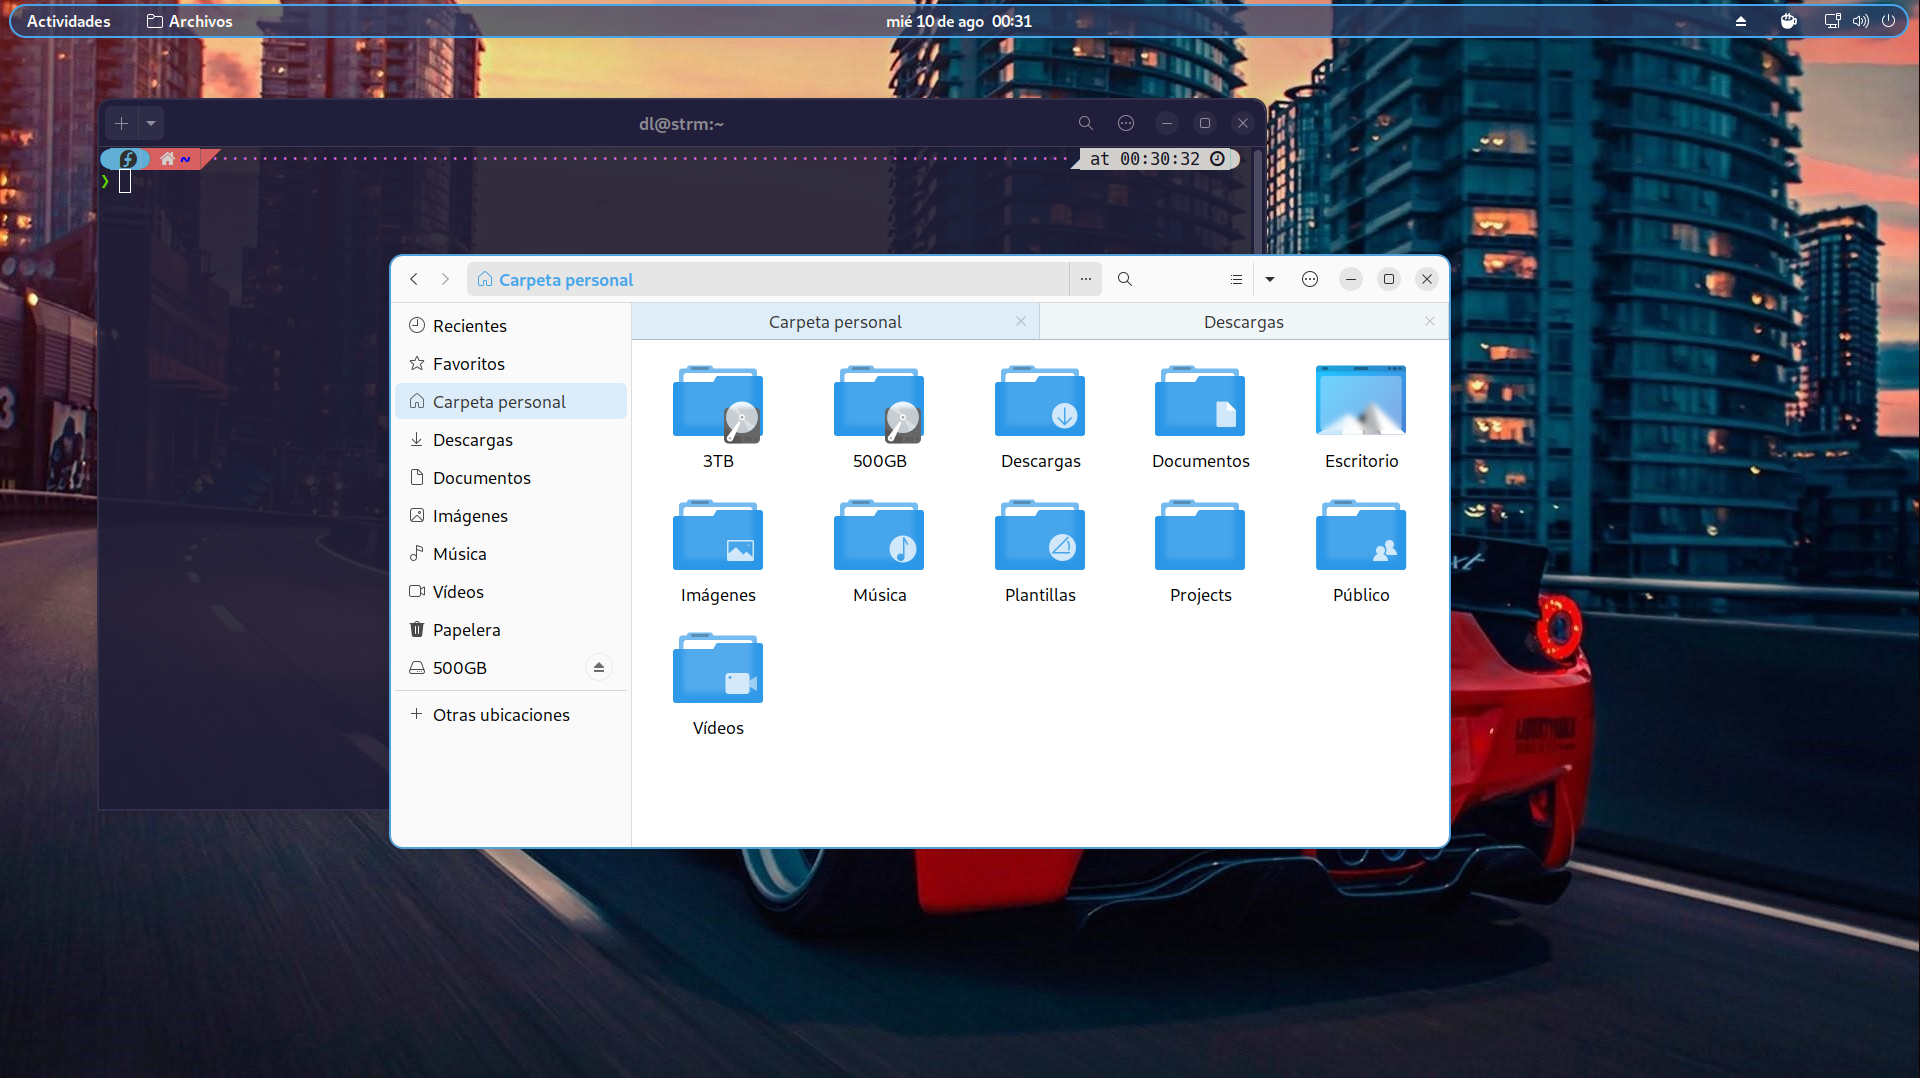 Actividades
Archivos
mié 10 de ago 00:31
dl@strm:~
~
at 00:30:32
❯
Carpeta personal
Recientes
Favoritos
Carpeta personal
Descargas
Documentos
Imágenes
Música
Vídeos
Papelera
500GB
Otras ubicaciones
Carpeta personal
Descargas
3TB
500GB
Descargas
Documentos
Escritorio
Imágenes
Música
Plantillas
Projects
Público
Vídeos